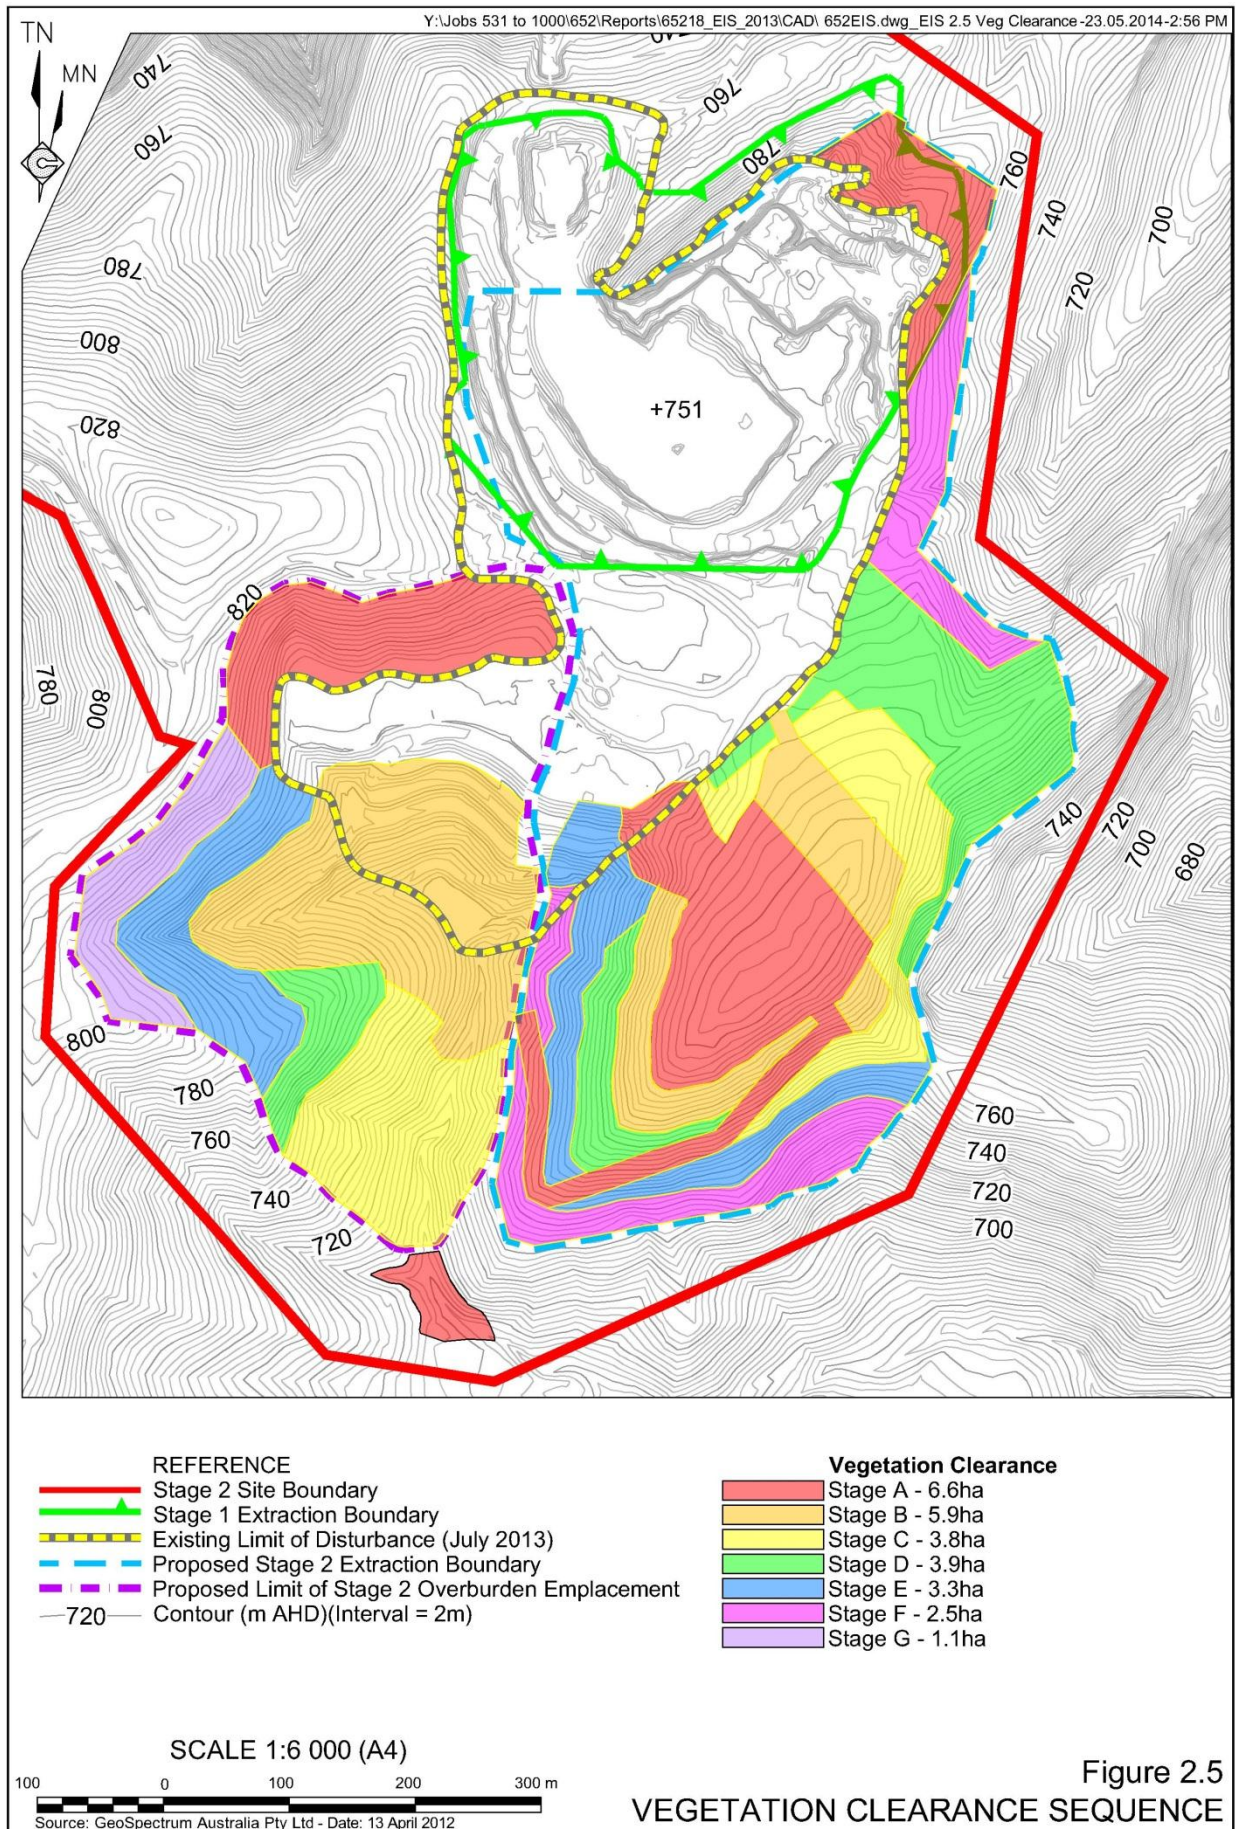 Y:\Jobs 531 to 1000\652\Reports\65218_EIS_2013\CAD\ 652EIS.dwg_EIS 2.5 Veg Clearance -23.05.2014-2:56 PM
TN
MN
740
740
760
760
780
760
740
700
720
780
800
820
+751
820
780
800
740
720
700
680
800
780
760
740
720
760
740
720
700
REFERENCE
Stage 2 Site Boundary
Stage 1 Extraction Boundary
Existing Limit of Disturbance (July 2013)
Proposed Stage 2 Extraction Boundary
Proposed Limit of Stage 2 Overburden Emplacement
720 Contour (m AHD)(Interval = 2m)
Vegetation Clearance
Stage A - 6.6ha
Stage B - 5.9ha
Stage C - 3.8ha
Stage D - 3.9ha
Stage E - 3.3ha
Stage F - 2.5ha
Stage G - 1.1ha
SCALE 1:6 000 (A4)
100 0 100 200 300 m
Source: GeoSpectrum Australia Pty Ltd - Date: 13 April 2012
Figure 2.5
VEGETATION CLEARANCE SEQUENCE